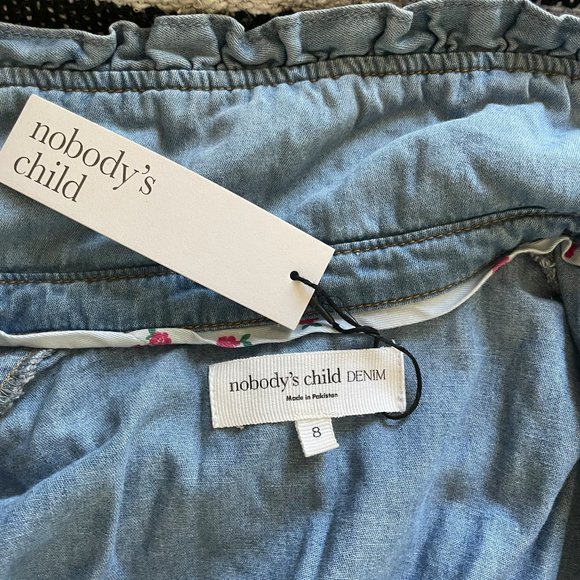 nobody's
child
nobody's child DENIM
Made in Pakistan
8